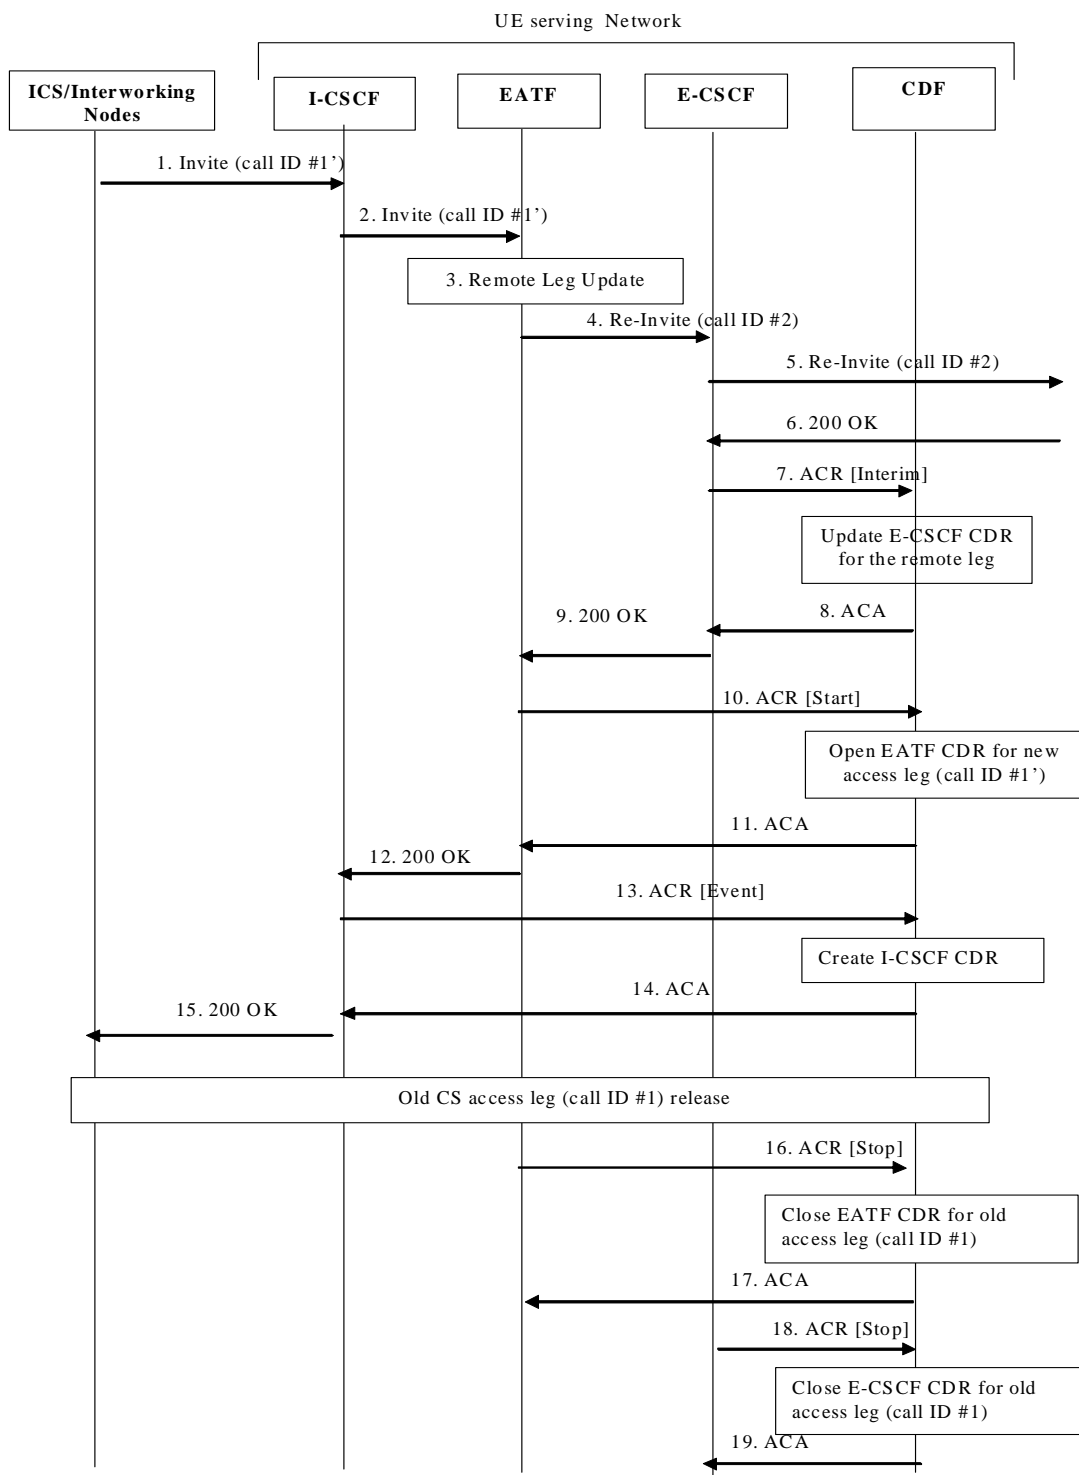 UE serving Network
ICS/Interworking
Nodes
I-CSCF
EATF
E-CSCF
CDF
1. Invite (call ID #1’)
2. Invite (call ID #1’)
3. Remote Leg Update
4. Re-Invite (call ID #2)
5. Re-Invite (call ID #2)
6. 200 OK
7. ACR [Interim]
Update E-CSCF CDR
for the remote leg
8. ACA
9. 200 OK
10. ACR [Start]
Open EATF CDR for new
access leg (call ID #1’)
11. ACA
12. 200 OK
13. ACR [Event]
Create I-CSCF CDR
14. ACA
15. 200 OK
Old CS access leg (call ID #1) release
16. ACR [Stop]
Close EATF CDR for old
access leg (call ID #1)
17. ACA
18. ACR [Stop]
Close E-CSCF CDR for old
access leg (call ID #1)
19. ACA